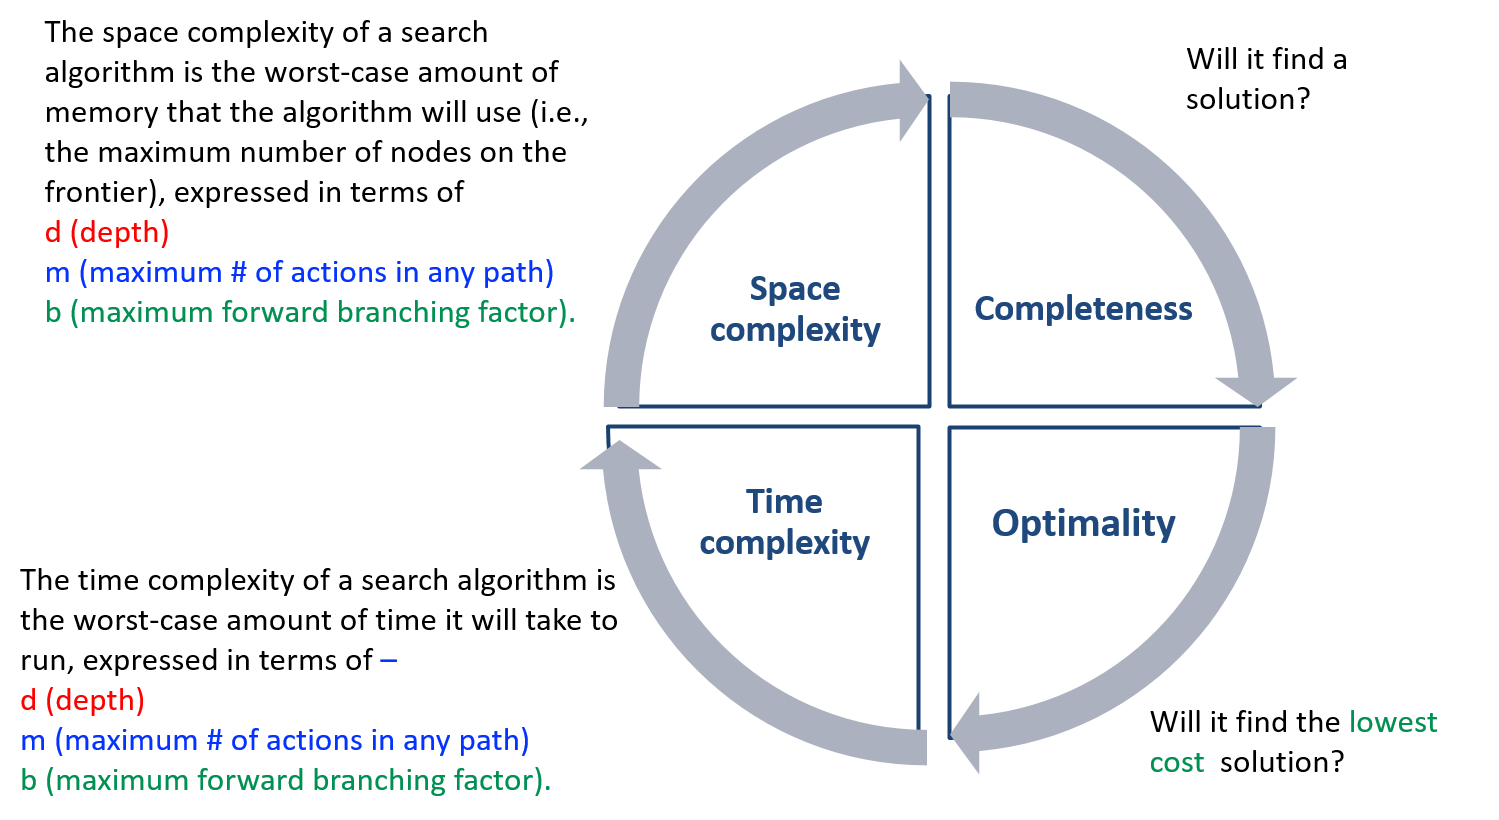 The space complexity of a search
algorithm is the worst-case amount of
memory that the algorithm will use (i.e.,
the maximum number of nodes on the
frontier), expressed in terms of
d (depth)
m (maximum # of actions in any path)
b (maximum forward branching factor).
Will it find a
solution?
Space
complexity
Completeness
Time
complexity
Optimality
The time complexity of a search algorithm is
the worst-case amount of time it will take to
run, expressed in terms of –
d (depth)
m (maximum # of actions in any path)
b (maximum forward branching factor).
Will it find the lowest
cost  solution?